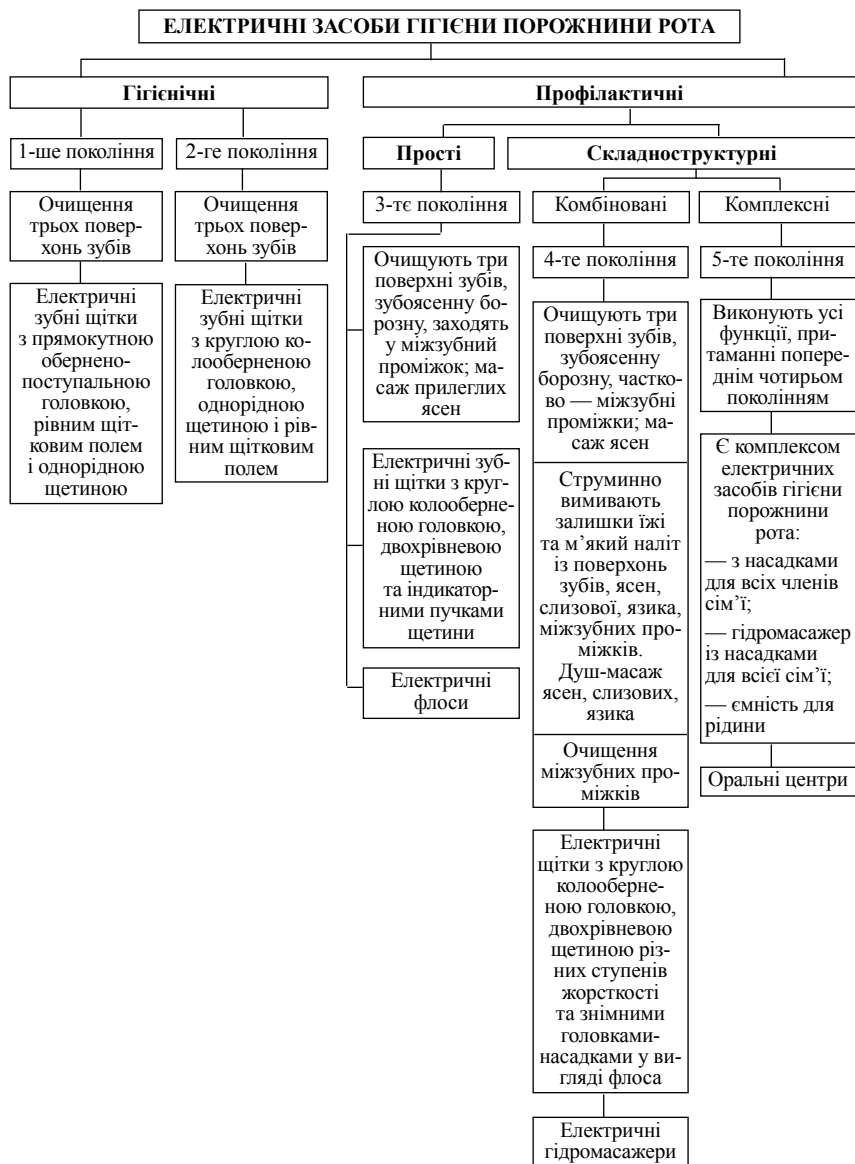 ЕЛЕКТРИЧНІ ЗАСОБИ ГІГІЄНИ ПОРОЖНИНИ РОТА
Гігієнічні
Профілактичні
1-ше покоління
2-ге покоління
Прості
Складноструктурні
Очищення
трьох повер-
хонь зубів
Очищення
трьох повер-
хонь зубів
3-тє покоління
Комбіновані
Комплексні
Електричні
зубні щітки
з прямокутною
обернено-
поступальною
головкою,
рівним щіт-
ковим полем
і однорідною
щетиною
Електричні
зубні щітки
з круглою ко-
лооберненою
головкою,
однорідною
щетиною і рів-
ним щітковим
полем
Очищують три
поверхні зубів,
зубоясенну бо-
розну, заходять
у міжзубний
проміжок; ма-
саж прилеглих
ясен
Електричні зуб-
ні щітки з круг-
лою колооберне-
ною головкою,
двохрівневою
щетиною
та індикатор-
ними пучками
щетини
Електричні
флоси
4-те покоління
Очищують три
поверхні зубів,
зубоясенну
борозну, частко-
во — міжзубні
проміжки; ма-
саж ясен
Струминно
вимивають
залишки їжі
та м’який наліт
із поверхонь
зубів, ясен,
слизової, язика,
міжзубних про-
міжків.
Душ-масаж
ясен, слизових,
язика
Очищення
міжзубних про-
міжків
Електричні
щітки з круглою
колооберне-
ною головкою,
двохрівневою
щетиною різ-
них ступенів
жорсткості
та знімними
головками-
насадками у ви-
гляді флоса
Електричні
гідромасажери
5-те покоління
Виконують усі
функції, при-
таманні попере-
днім чотирьом
поколінням
Є комплексом
електричних
засобів гігієни
порожнини
рота:
— з насадками
для всіх членів
сім’ї;
— гідромасажер
із насадками
для всієї сім’ї;
— ємність для
рідини
Оральні центри